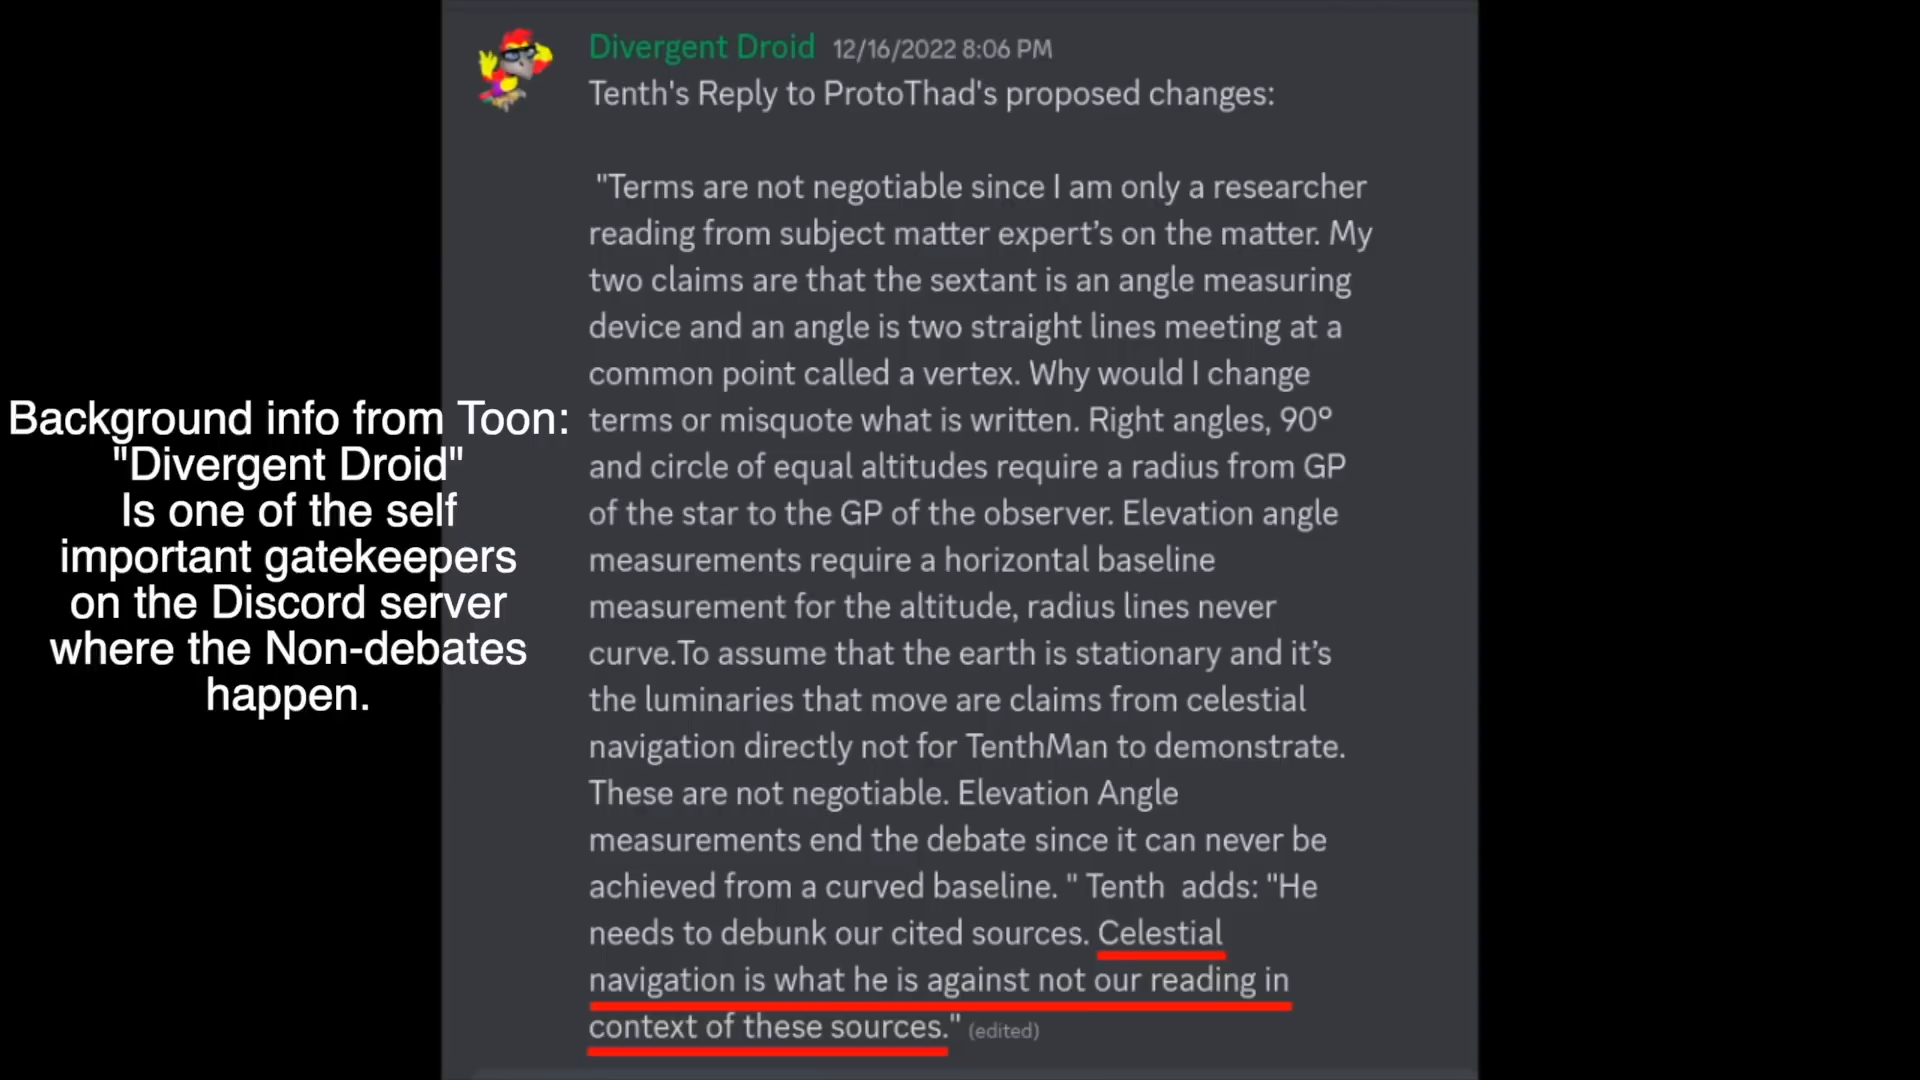 Divergent Droid 12/16/2022 8:06 PM
Tenth's Reply to ProtoThad's proposed changes:
"Terms are not negotiable since I am only a researcher
reading from subject matter expert’s on the matter. My
two claims are that the sextant is an angle measuring
device and an angle is two straight lines meeting at a
common point called a vertex. Why would I change
terms or misquote what is written. Right angles, 90º
and circle of equal altitudes require a radius from GP
of the star to the GP of the observer. Elevation angle
measurements require a horizontal baseline
measurement for the altitude, radius lines never
curve.To assume that the earth is stationary and it’s
the luminaries that move are claims from celestial
navigation directly not for TenthMan to demonstrate.
These are not negotiable. Elevation Angle
measurements end the debate since it can never be
achieved from a curved baseline. " Tenth adds: "He
needs to debunk our cited sources. Celestial
navigation is what he is against not our reading in
context of these sources." (edited)
Background info from Toon:
"Divergent Droid"
Is one of the self
important gatekeepers
on the Discord server
where the Non-debates
happen.